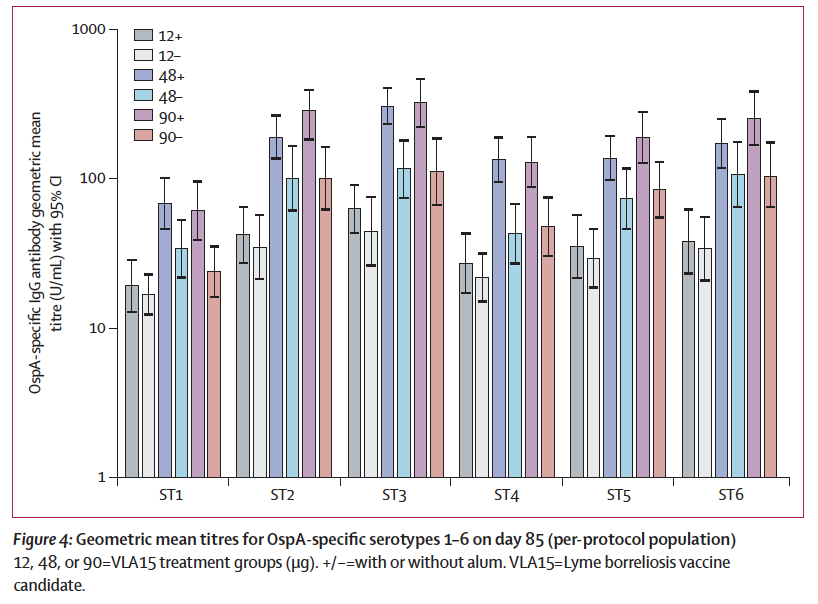 1000
100
10
1
OspA-specific IgG antibody geometric mean
titre (U/mL) with 95% CI
12+
12–
48+
48–
90+
90–
ST1 ST2 ST3 ST4 ST5 ST6
Figure 4: Geometric mean titres for OspA-specific serotypes 1–6 on day 85 (per-protocol population)
12, 48, or 90=VLA15 treatment groups (μg). +/–=with or without alum. VLA15=Lyme borreliosis vaccine
candidate.